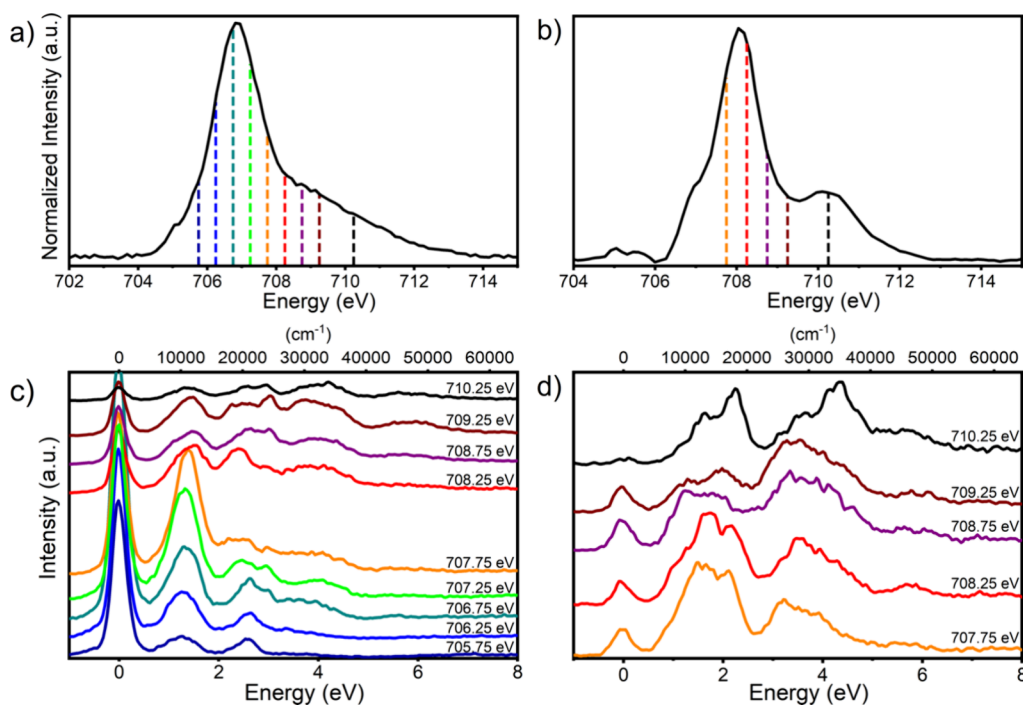 a)
Normalized Intensity (a.u.)
702 704 706 708 710 712 714
Energy (eV)
b)
704 706 708 710 712 714
Energy (eV)
c)
(cm⁻¹)
0 10000 20000 30000 40000 50000 60000
710.25 eV
709.25 eV
708.75 eV
708.25 eV
707.75 eV
707.25 eV
706.75 eV
706.25 eV
705.75 eV
Intensity (a.u.)
0 2 4 6 8
Energy (eV)
d)
(cm⁻¹)
0 10000 20000 30000 40000 50000 60000
710.25 eV
709.25 eV
708.75 eV
708.25 eV
707.75 eV
0 2 4 6 8
Energy (eV)